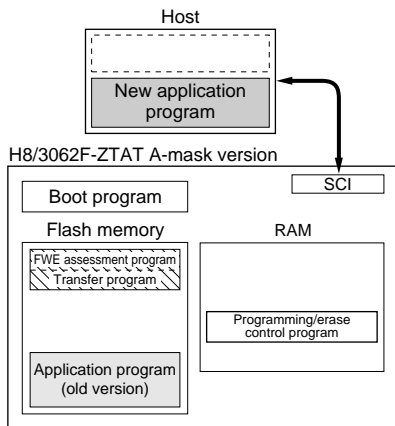 Host
New application
program
H8/3062F-ZTAT A-mask version
SCI
Boot program
Flash memory
RAM
FWE assessment program
Transfer program
Programming/erase
control program
Application program
(old version)